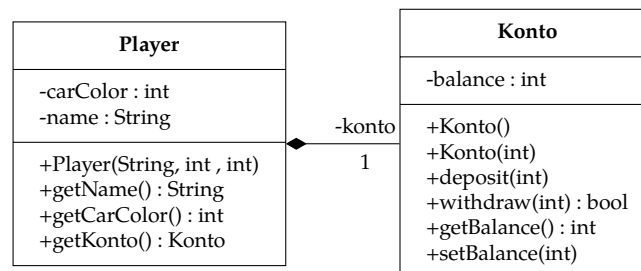 Player
-carColor : int
-name : String
+Player(String, int , int)
+getName() : String
+getCarColor() : int
+getKonto() : Konto
-konto
1
Konto
-balance : int
+Konto()
+Konto(int)
+deposit(int)
+withdraw(int) : bool
+getBalance() : int
+setBalance(int)